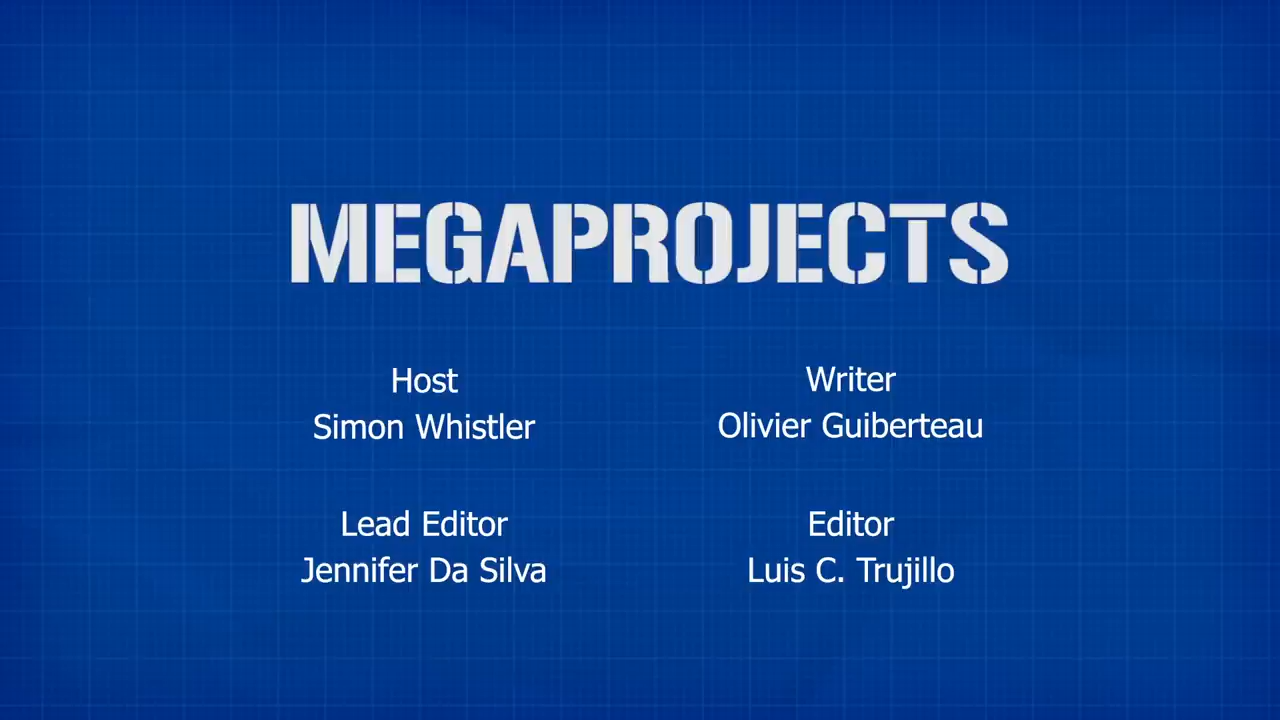 MEGAPROJECTS
Host
Simon Whistler
Writer
Olivier Guiberteau
Lead Editor
Jennifer Da Silva
Editor
Luis C. Trujillo